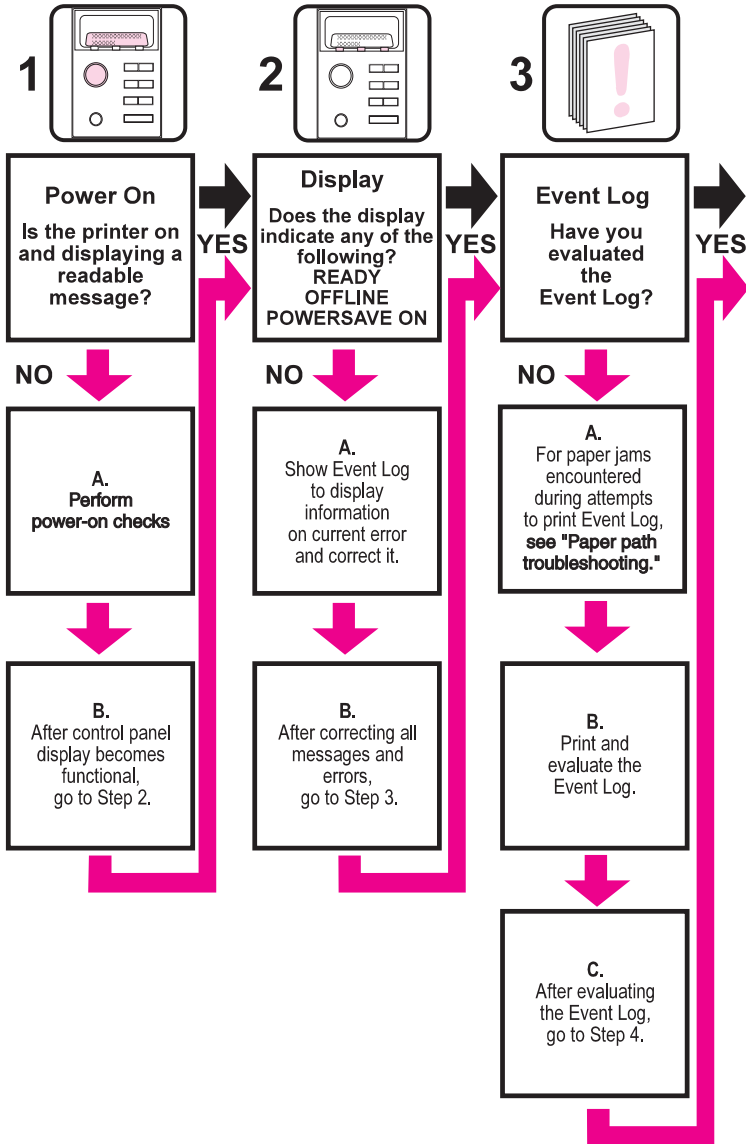 1
2
3
Power On
Is the printer on
and displaying a
readable
message?
YES
NO
A.
Perform
power-on checks
B.
After control panel
display becomes
functional,
go to Step 2.
Display
Does the display
indicate any of the
following?
READY
OFFLINE
POWERSAVE ON
YES
NO
A.
Show Event Log
to display
information
on current error
and correct it.
B.
After correcting all
messages and
errors,
go to Step 3.
Event Log
Have you
evaluated
the
Event Log?
YES
NO
A.
For paper jams
encountered
during attempts
to print Event Log,
see "Paper path
troubleshooting."
B.
Print and
evaluate the
Event Log.
C.
After evaluating
the Event Log,
go to Step 4.